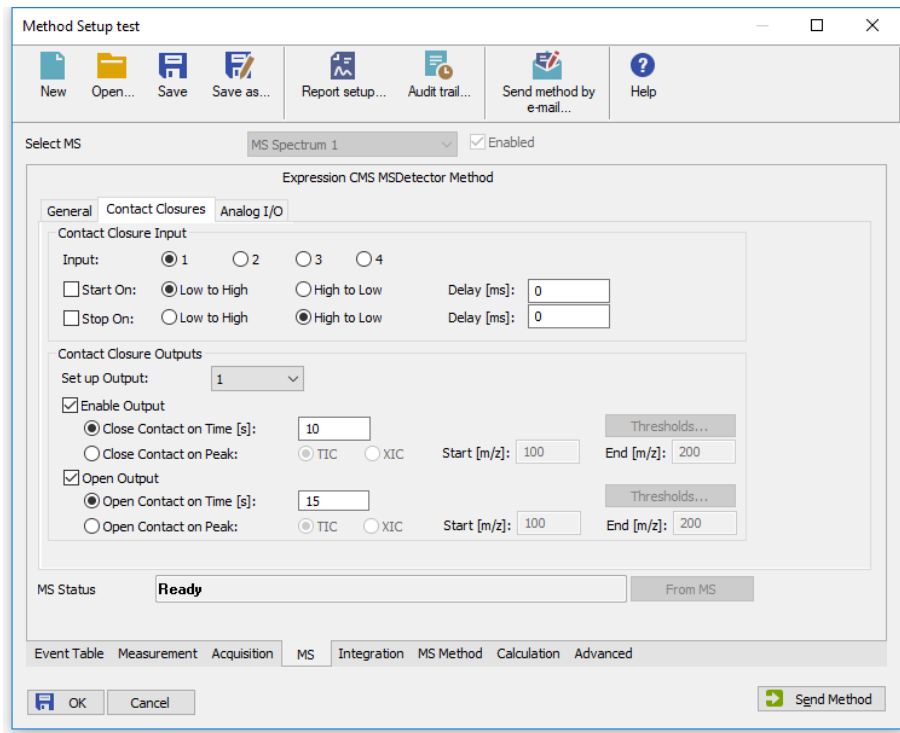 Method Setup test
New Open... Save Save as... Report setup... Audit trail... Send method by e-mail... Help
Select MS MS Spectrum 1 Enabled
Expression CMS MSDetector Method
General Contact Closures Analog I/O
Contact Closure Input
Input: 1 2 3 4
Start On: Low to High High to Low Delay [ms]: 0
Stop On: Low to High High to Low Delay [ms]: 0
Contact Closure Outputs
Set up Output: 1
Enable Output
Close Contact on Time [s]: 10 Thresholds...
Close Contact on Peak: TIC XIC Start [m/z]: 100 End [m/z]: 200
Open Output
Open Contact on Time [s]: 15 Thresholds...
Open Contact on Peak: TIC XIC Start [m/z]: 100 End [m/z]: 200
MS Status Ready From MS
Event Table Measurement Acquisition MS Integration MS Method Calculation Advanced
OK Cancel Send Method